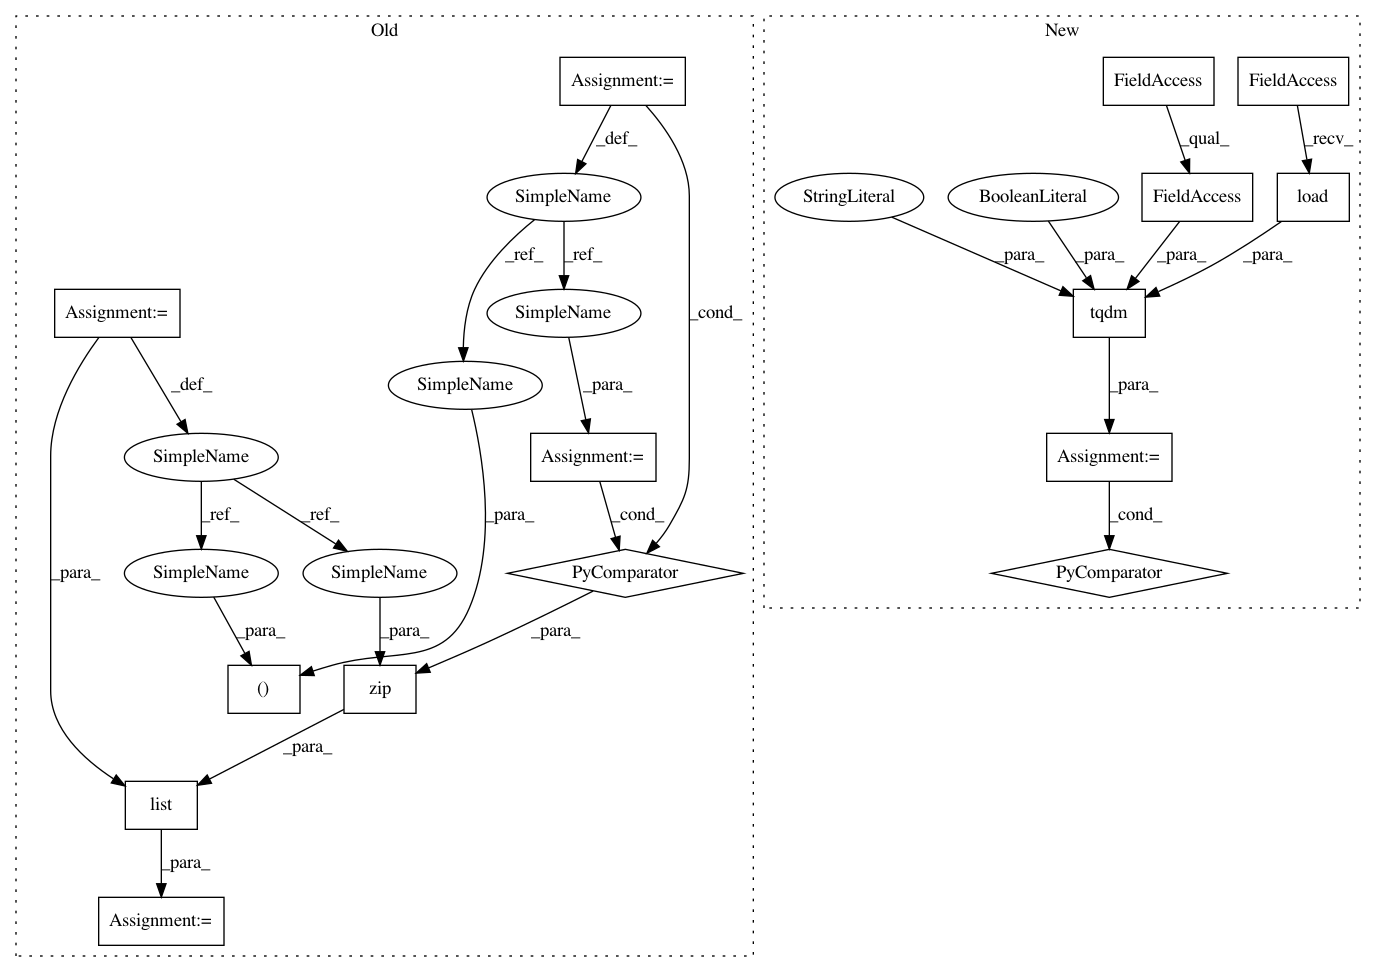 Old
New
Assignment:=
FieldAccess
FieldAccess
_def_
_qual_
_recv_
SimpleName
StringLiteral
BooleanLiteral
FieldAccess
load
_ref_
_ref_
_para_
_para_
_para_
_para_
Assignment:=
SimpleName
_cond_
tqdm
_def_
SimpleName
_para_
_para_
SimpleName
Assignment:=
Assignment:=
_ref_
_ref_
_para_
_cond_
_cond_
_para_
SimpleName
SimpleName
PyComparator
PyComparator
_para_
_para_
_para_
()
zip
_para_
list
_para_
Assignment:=